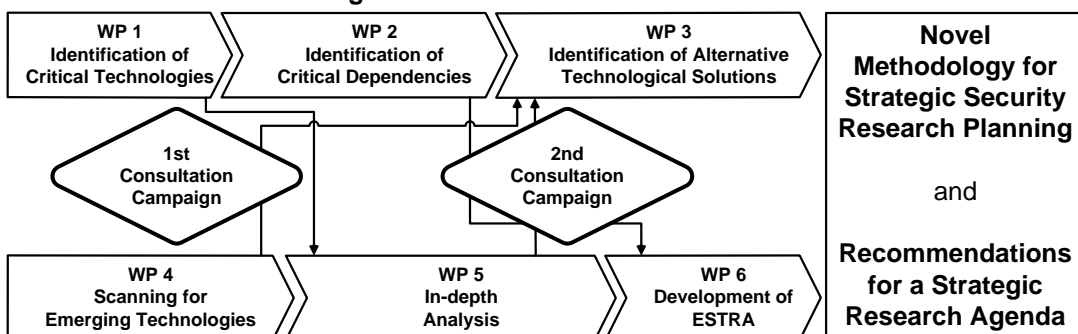 WP 1
Identification of
Critical Technologies
WP 2
Identification of
Critical Dependencies
WP 3
Identification of Alternative
Technological Solutions
1st
Consultation
Campaign
2nd
Consultation
Campaign
WP 4
Scanning for
Emerging Technologies
WP 5
In-depth
Analysis
WP 6
Development of
ESTRA
Novel
Methodology for
Strategic Security
Research Planning
and
Recommendations
for a Strategic
Research Agenda